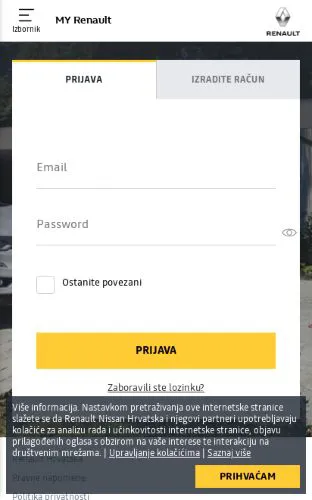 Izbornik
MY Renault
RENAULT
PRIJAVA
IZRADITE RAČUN
Email
Password
Ostanite povezani
PRIJAVA
Zaboravili ste lozinku?
Više informacija. Nastavkom pretraživanja ove internetske stranice
slažete se da Renault Nissan Hrvatska i njegovi partneri upotrebljavaju
kolačiće za analizu rada i učinkovitosti internetske stranice, objavu
prilagođenih oglasa s obzirom na vaše interese te interakciju na
društvenim mrežama. | Upravljanje kolačićima | Saznaj više
PRIHVAĆAM
Pravne napomene
Politika privatnosti